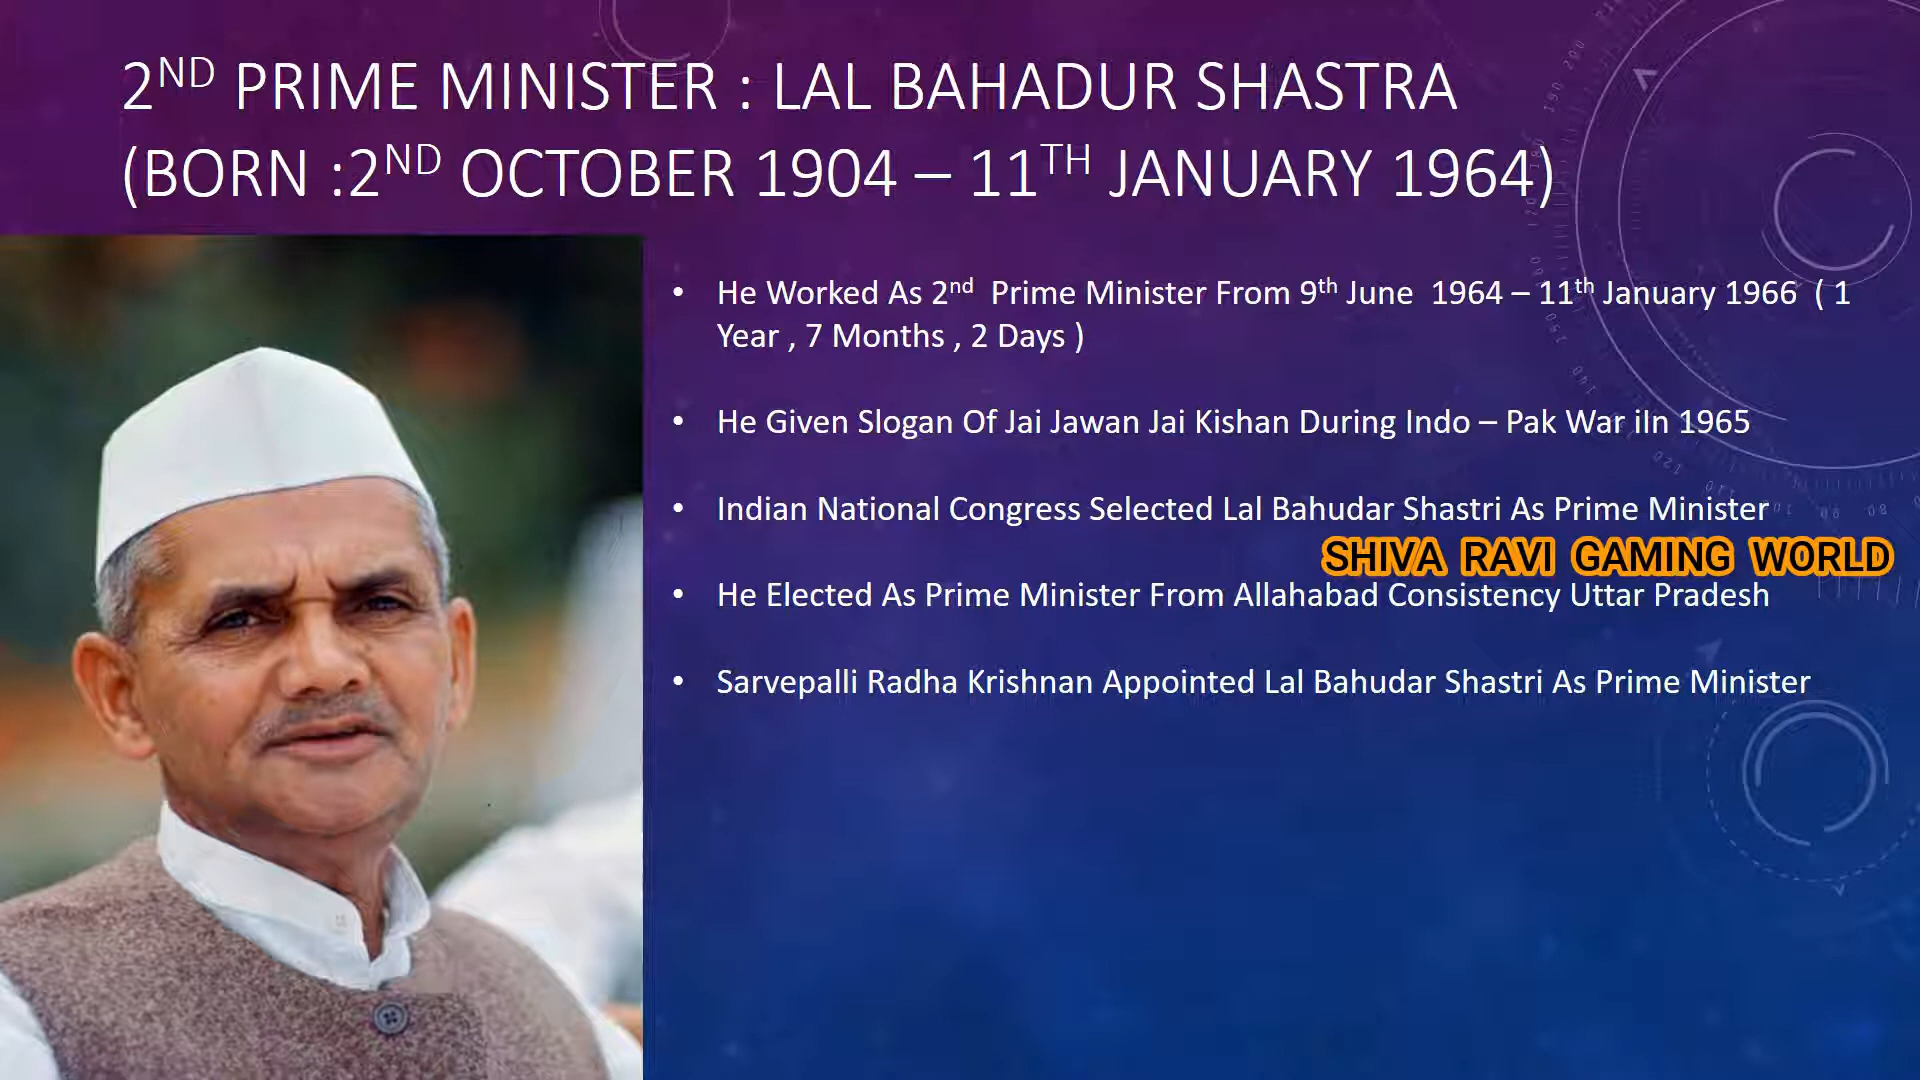 2ND PRIME MINISTER : LAL BAHADUR SHASTRA
(BORN :2ND OCTOBER 1904 – 11TH JANUARY 1964)
• He Worked As 2nd Prime Minister From 9th June 1964 – 11th January 1966 ( 1
Year , 7 Months , 2 Days )
• He Given Slogan Of Jai Jawan Jai Kishan During Indo – Pak War iIn 1965
• Indian National Congress Selected Lal Bahudar Shastri As Prime Minister
SHIVA RAVI GAMING WORLD
• He Elected As Prime Minister From Allahabad Consistency Uttar Pradesh
• Sarvepalli Radha Krishnan Appointed Lal Bahudar Shastri As Prime Minister